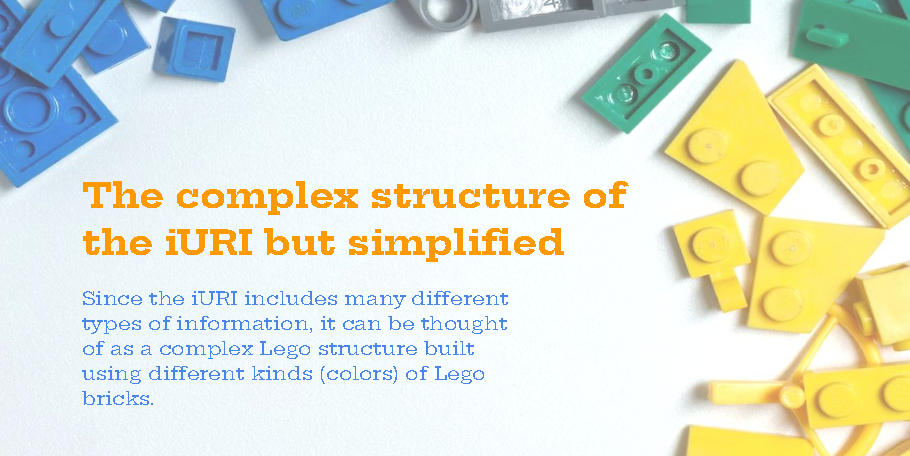 The complex structure of
the iURI but simplified
Since the iURI includes many different
types of information, it can be thought
of as a complex Lego structure built
using different kinds (colors) of Lego
bricks.